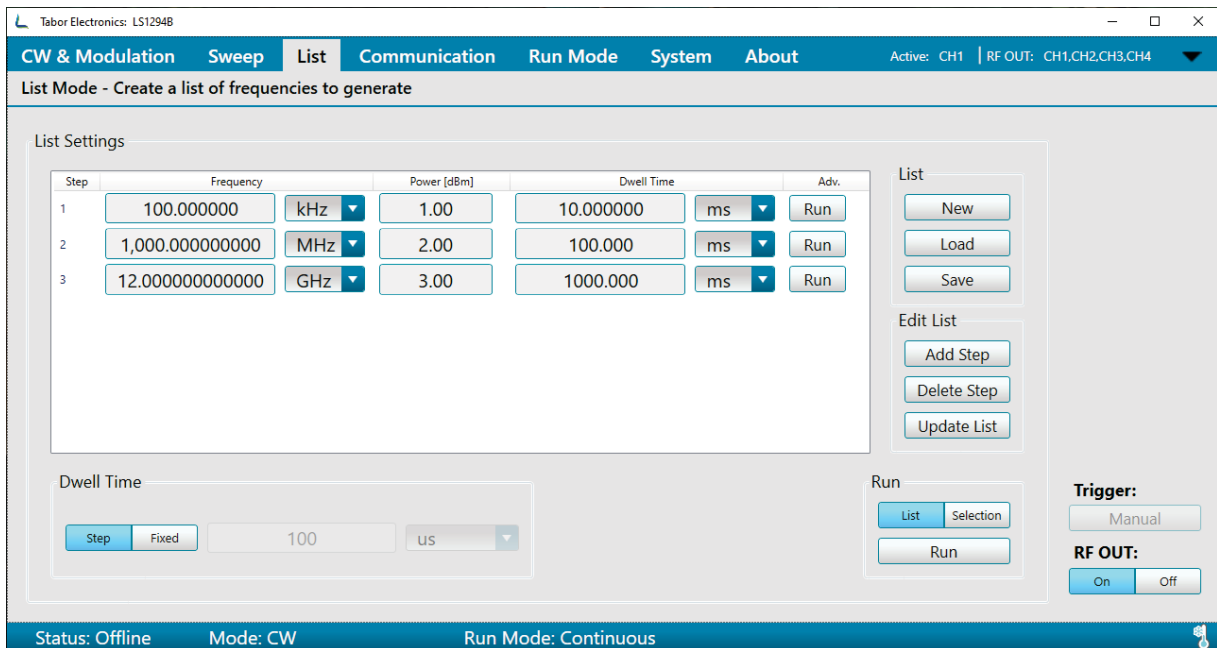 Tabor Electronics: LS1294B
CW & Modulation Sweep List Communication Run Mode System About Active: CH1 | RF OUT: CH1,CH2,CH3,CH4
List Mode - Create a list of frequencies to generate
List Settings
Step Frequency Power [dBm] Dwell Time Adv.
1 100.000000 kHz 1.00 10.000000 ms Run
2 1,000.000000000 MHz 2.00 100.000 ms Run
3 12.000000000000 GHz 3.00 1000.000 ms Run
List
New
Load
Save
Edit List
Add Step
Delete Step
Update List
Dwell Time
Step Fixed 100 us
Run
List Selection
Run
Trigger:
Manual
RF OUT:
On Off
Status: Offline Mode: CW Run Mode: Continuous